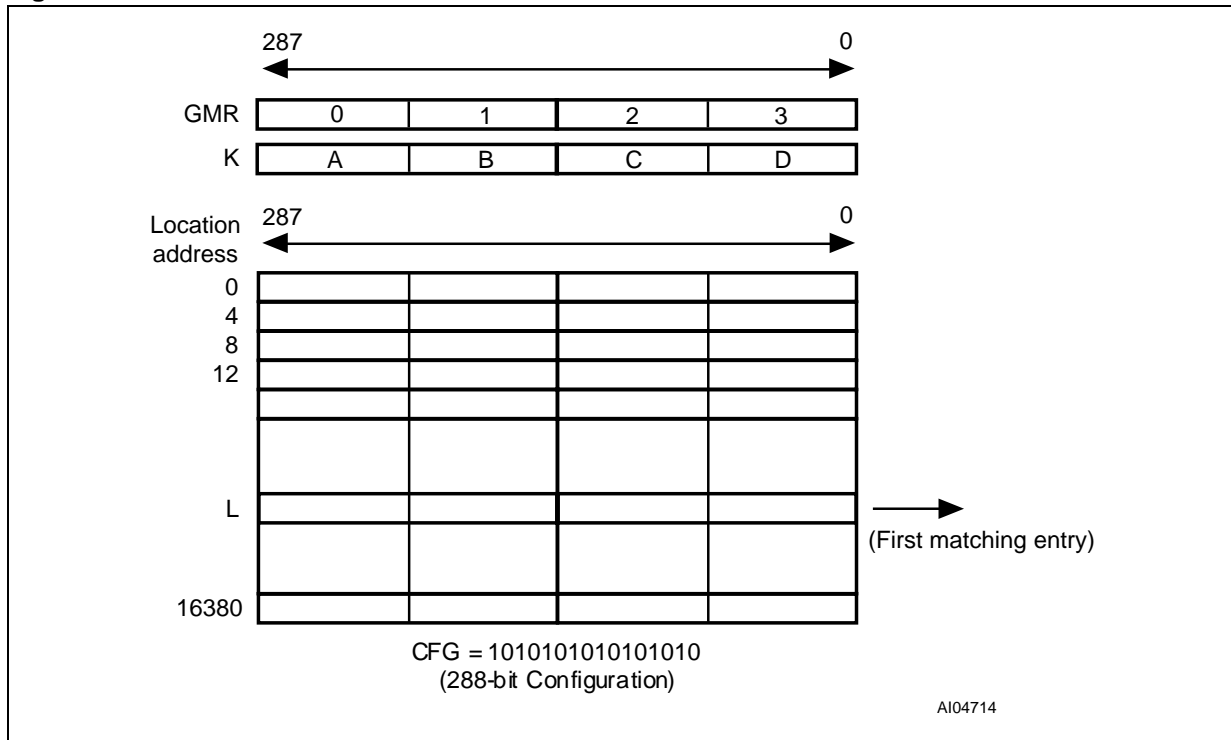 287 0
GMR 0 1 2 3
K A B C D
Location
address
287 0
0
4
8
12
L
(First matching entry)
16380
CFG = 1010101010101010
(288-bit Configuration)
AI04714